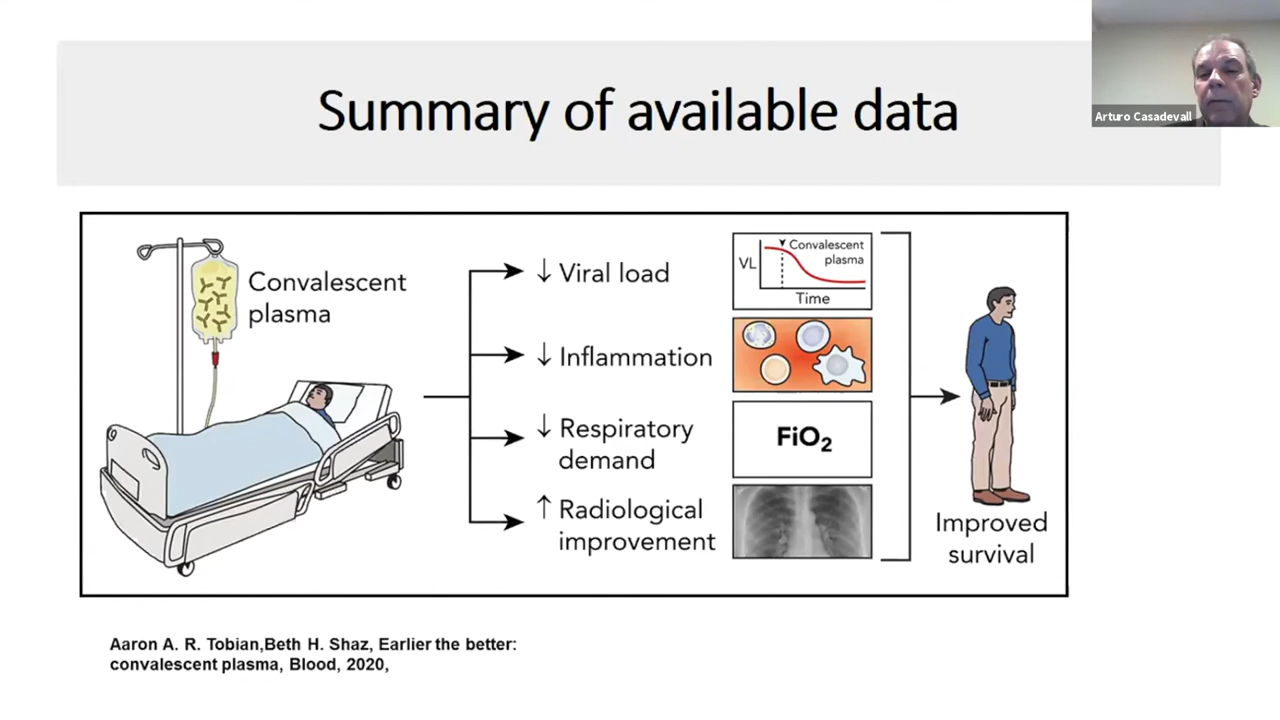 Summary of available data
Arturo Casadevall
Convalescent
plasma
↓ Viral load
VL
Convalescent
plasma
Time
↓ Inflammation
↓ Respiratory
demand
FiO₂
↑ Radiological
improvement
Improved
survival
Aaron A. R. Tobian,Beth H. Shaz, Earlier the better:
convalescent plasma, Blood, 2020,